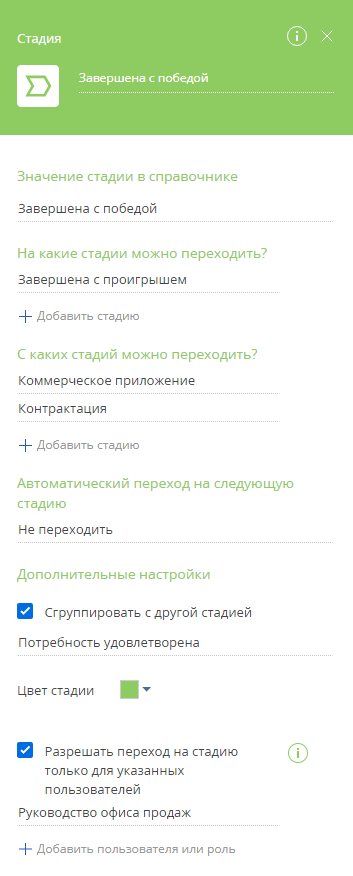 Стадия
Завершена с победой
Значение стадии в справочнике
Завершена с победой
На какие стадии можно переходить?
Завершена с проигрышем
Добавить стадию
С каких стадий можно переходить?
Коммерческое приложение
Контрактация
Добавить стадию
Автоматический переход на следующую
стадию
Не переходить
Дополнительные настройки
Сгруппировать с другой стадией
Потребность удовлетворена
Цвет стадии
Разрешать переход на стадию
только для указанных
пользователей
Руководство офиса продаж
Добавить пользователя или роль